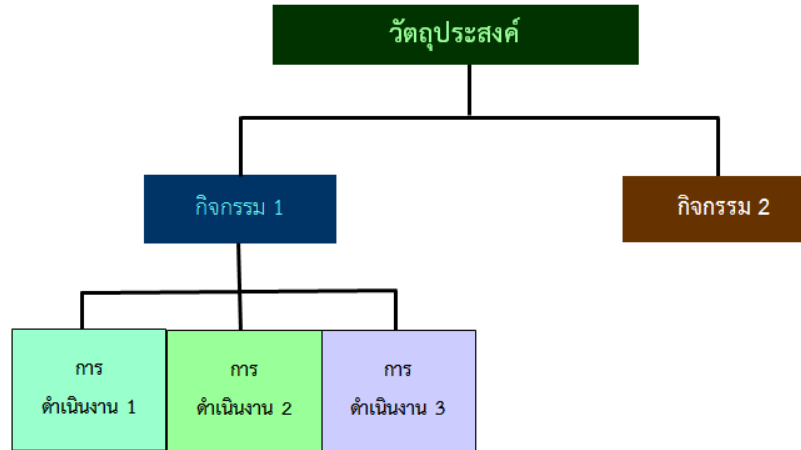 วัตถุประสงค์
กิจกรรม 1
กิจกรรม 2
การ
ดำเนินงาน 1
การ
ดำเนินงาน 2
การ
ดำเนินงาน 3